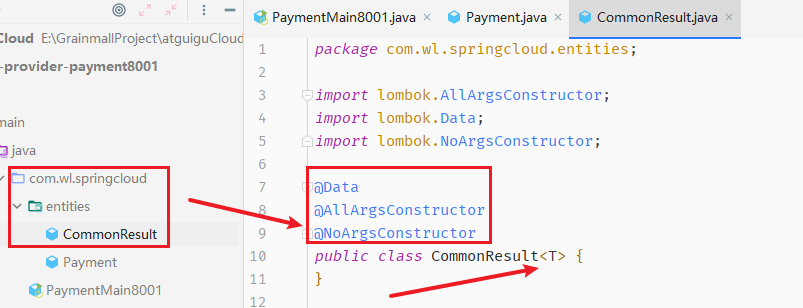 Cloud E:\GrainmallProject\atguiguCloud
-provider-payment8001
main
java
com.wl.springcloud
entities
CommonResult
Payment
PaymentMain8001
PaymentMain8001.java × Payment.java × CommonResult.java ×
1 package com.wl.springcloud.entities;
2
3 import lombok.AllArgsConstructor;
4 import lombok.Data;
5 import lombok.NoArgsConstructor;
6
7 @Data
8 @AllArgsConstructor
9 @NoArgsConstructor
10 public class CommonResult<T> {
11 }
12